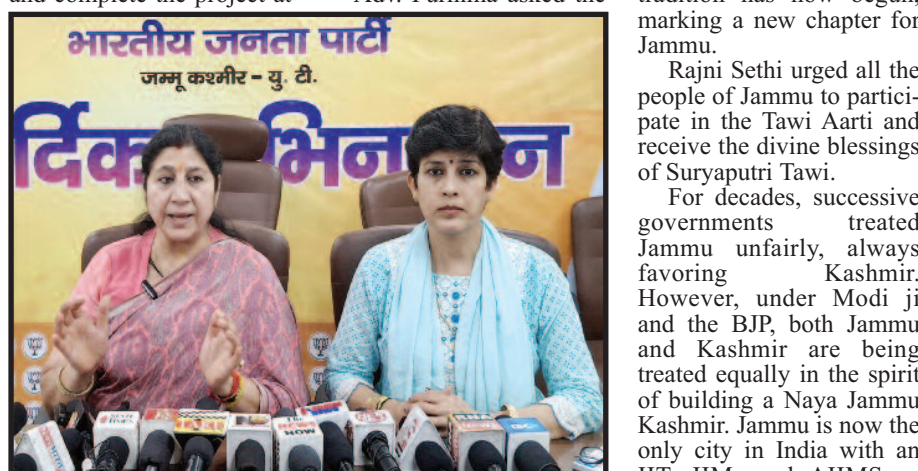 and complete the project at
Adv. Purnima asked the
भारतीय जनता पार्टी
जम्मू कश्मीर - यु. टी.
र्दिक भिन न
tradition has now begun,
marking a new chapter for
Jammu.
Rajni Sethi urged all the
people of Jammu to partici-
pate in the Tawi Aarti and
receive the divine blessings
of Suryaputri Tawi.
For decades, successive
governments treated
Jammu unfairly, always
favoring Kashmir.
However, under Modi ji
and the BJP, both Jammu
and Kashmir are being
treated equally in the spirit
of building a Naya Jammu
Kashmir. Jammu is now the
only city in India with an
IIT, IIM, and AIIMS